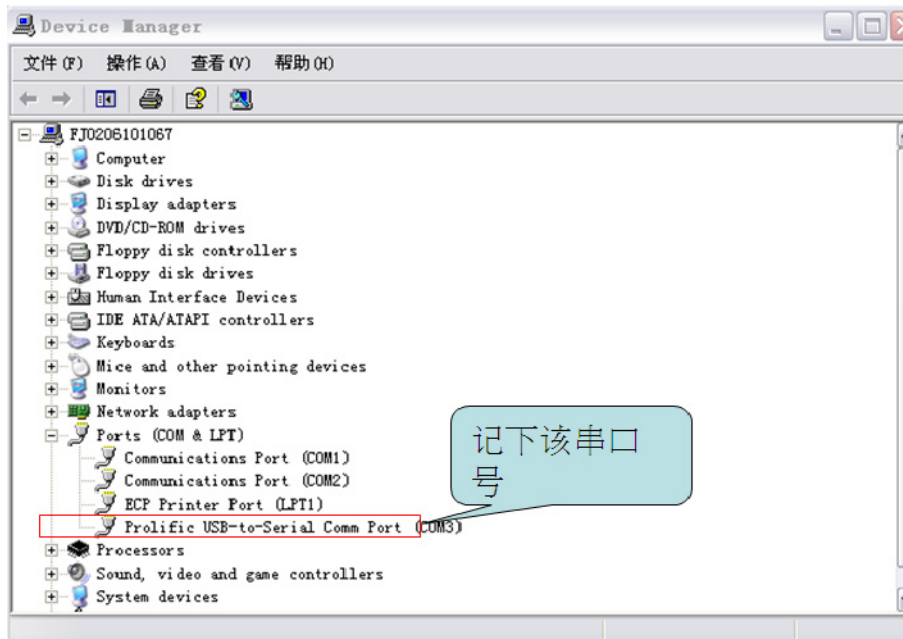 Device Manager
文件(F) 操作(A) 查看(V) 帮助(H)
FJ0206101067
Computer
Disk drives
Display adapters
DVD/CD-ROM drives
Floppy disk controllers
Floppy disk drives
Human Interface Devices
IDE ATA/ATAPI controllers
Keyboards
Mice and other pointing devices
Monitors
Network adapters
Ports (COM & LPT)
Communications Port (COM1)
Communications Port (COM2)
ECP Printer Port (LPT1)
Prolific USB-to-Serial Comm Port (COM3)
记下该串口
号
Processors
Sound, video and game controllers
System devices